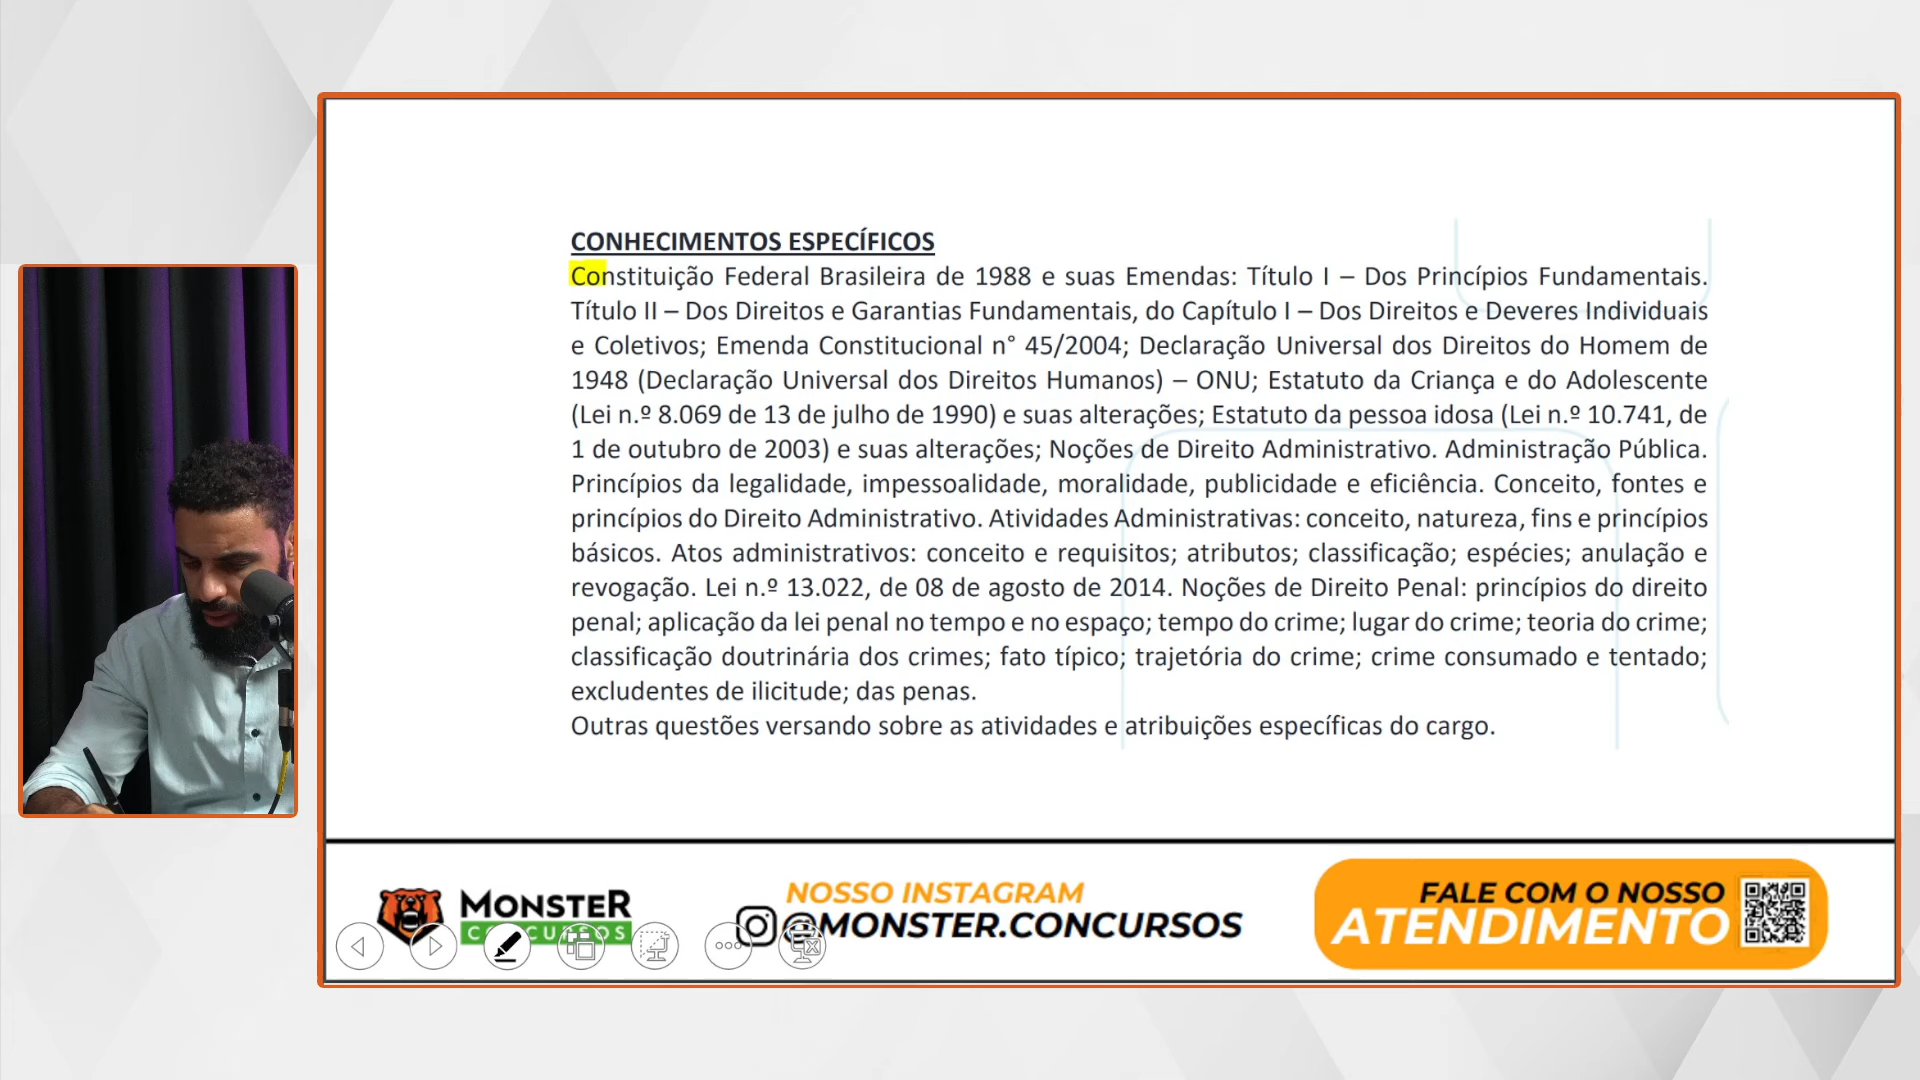 CONHECIMENTOS ESPECÍFICOS
Constituição Federal Brasileira de 1988 e suas Emendas: Título I – Dos Princípios Fundamentais.
Título II – Dos Direitos e Garantias Fundamentais, do Capítulo I – Dos Direitos e Deveres Individuais
e Coletivos; Emenda Constitucional n° 45/2004; Declaração Universal dos Direitos do Homem de
1948 (Declaração Universal dos Direitos Humanos) – ONU; Estatuto da Criança e do Adolescente
(Lei n.º 8.069 de 13 de julho de 1990) e suas alterações; Estatuto da pessoa idosa (Lei n.º 10.741, de
1 de outubro de 2003) e suas alterações; Noções de Direito Administrativo. Administração Pública.
Princípios da legalidade, impessoalidade, moralidade, publicidade e eficiência. Conceito, fontes e
princípios do Direito Administrativo. Atividades Administrativas: conceito, natureza, fins e princípios
básicos. Atos administrativos: conceito e requisitos; atributos; classificação; espécies; anulação e
revogação. Lei n.º 13.022, de 08 de agosto de 2014. Noções de Direito Penal: princípios do direito
penal; aplicação da lei penal no tempo e no espaço; tempo do crime; lugar do crime; teoria do crime;
classificação doutrinária dos crimes; fato típico; trajetória do crime; crime consumado e tentado;
excludentes de ilicitude; das penas.
Outras questões versando sobre as atividades e atribuições específicas do cargo.
MONSTER
CONCURSOS
NOSSO INSTAGRAM
@MONSTER.CONCURSOS
FALE COM O NOSSO
ATENDIMENTO